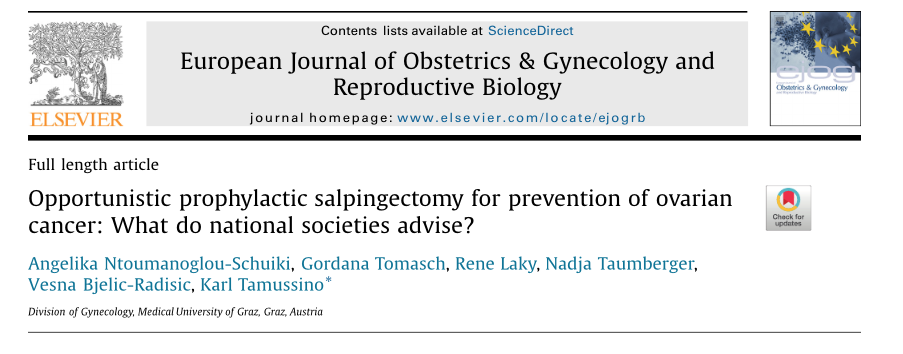 Contents lists available at ScienceDirect
European Journal of Obstetrics & Gynecology and
Reproductive Biology
journal homepage: www.elsevier.com/locate/ejogrb
ELSEVIER
ejog
Obstetrics & Gynecology
Full length article
Opportunistic prophylactic salpingectomy for prevention of ovarian
cancer: What do national societies advise?
Check for
updates
Angelika Ntoumanoglou-Schuiki, Gordana Tomasch, Rene Laky, Nadja Taumberger,
Vesna Bjelic-Radisic, Karl Tamussino*
Division of Gynecology, Medical University of Graz, Graz, Austria